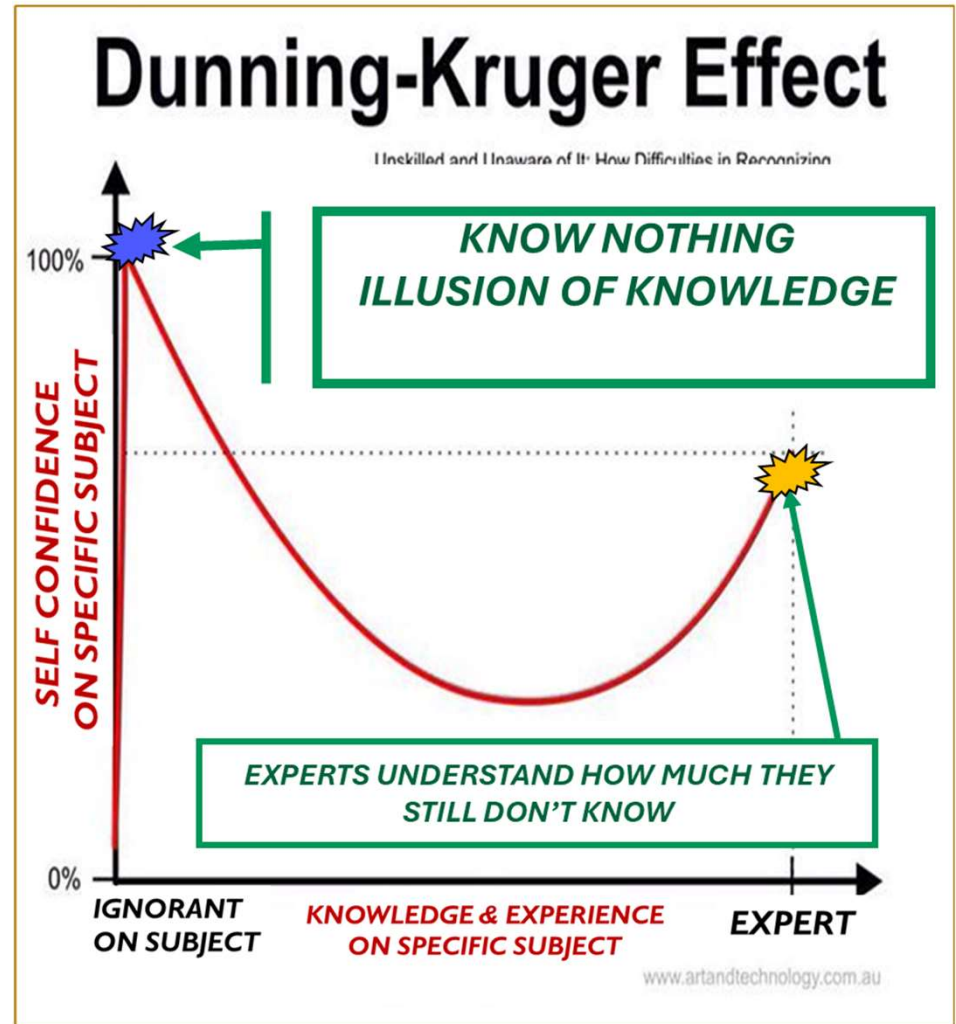 Dunning-Kruger Effect
Unskilled and Unaware of It: How Difficulties in Recognizing
100%
KNOW NOTHING
ILLUSION OF KNOWLEDGE
SELF CONFIDENCE
ON SPECIFIC SUBJECT
EXPERTS UNDERSTAND HOW MUCH THEY
STILL DON’T KNOW
0%
IGNORANT
ON SUBJECT
KNOWLEDGE & EXPERIENCE
ON SPECIFIC SUBJECT
EXPERT
www.artandtechnology.com.au